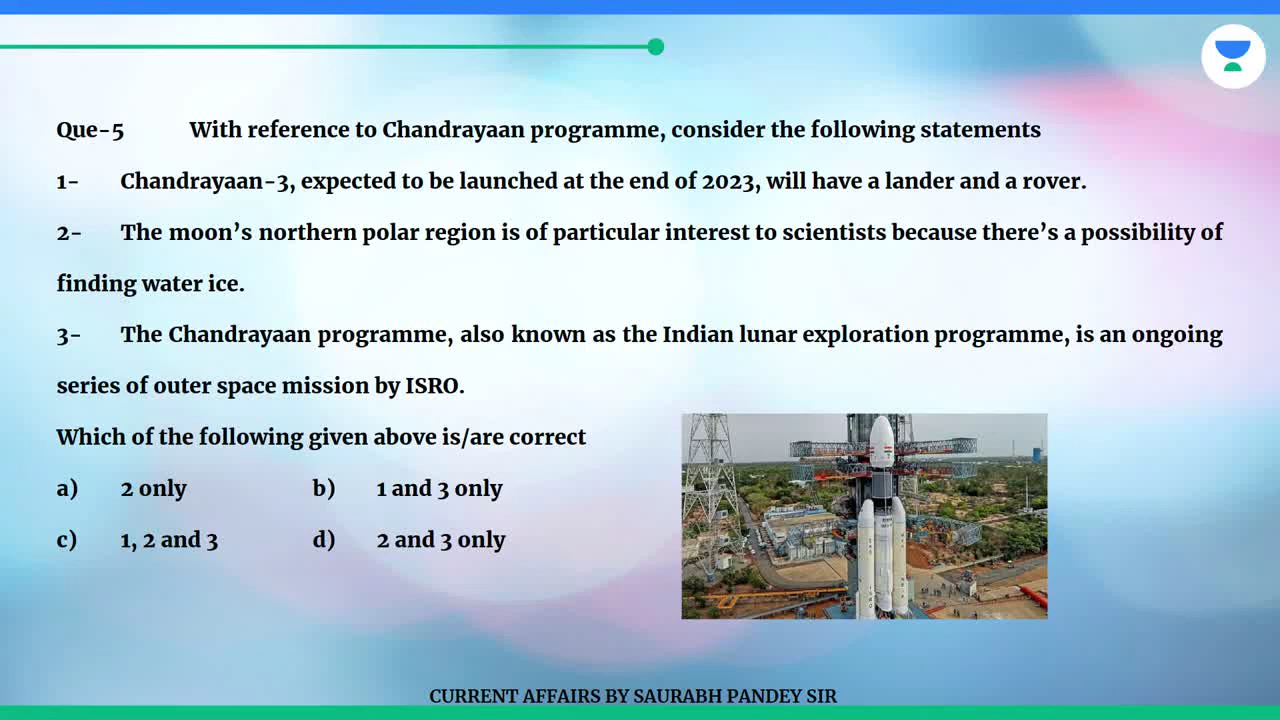 Que-5 With reference to Chandrayaan programme, consider the following statements
1- Chandrayaan-3, expected to be launched at the end of 2023, will have a lander and a rover.
2- The moon’s northern polar region is of particular interest to scientists because there’s a possibility of
finding water ice.
3- The Chandrayaan programme, also known as the Indian lunar exploration programme, is an ongoing
series of outer space mission by ISRO.
Which of the following given above is/are correct
a) 2 only b) 1 and 3 only
c) 1, 2 and 3 d) 2 and 3 only
CURRENT AFFAIRS BY SAURABH PANDEY SIR